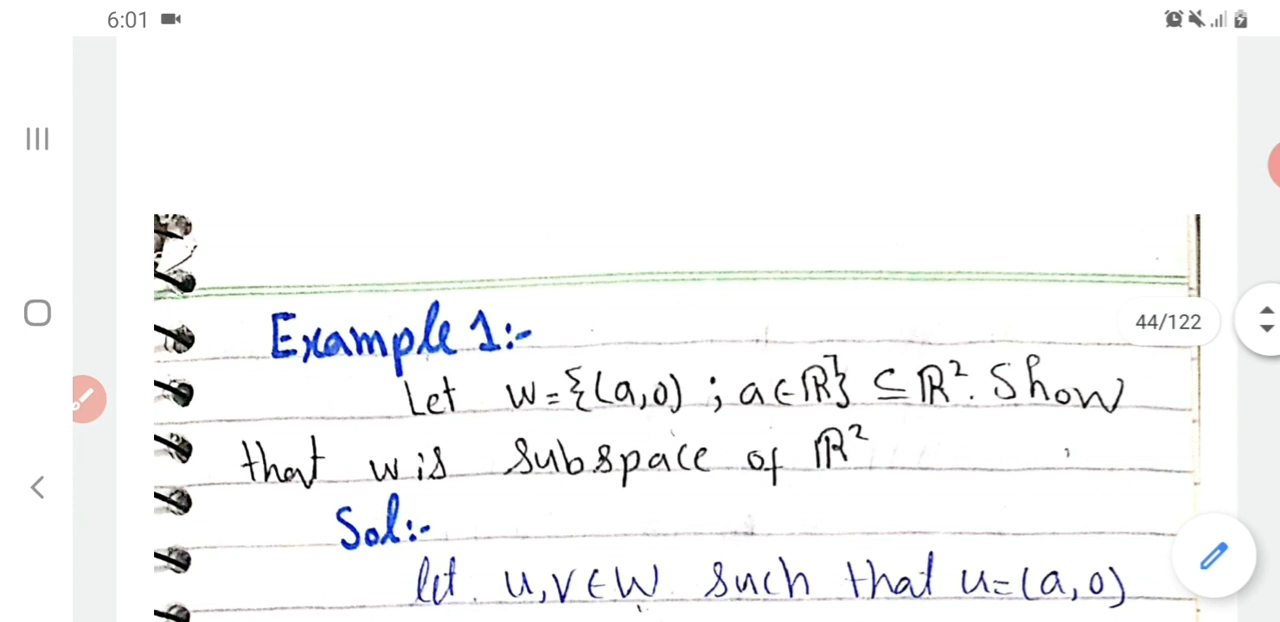 6:01
44/122
Example 1:-
Let w={(a,0) ; a∈ℝ} ⊆ ℝ². Show
that w is subspace of ℝ²
Sol:-
let u,v∈W such that u=(a,0)